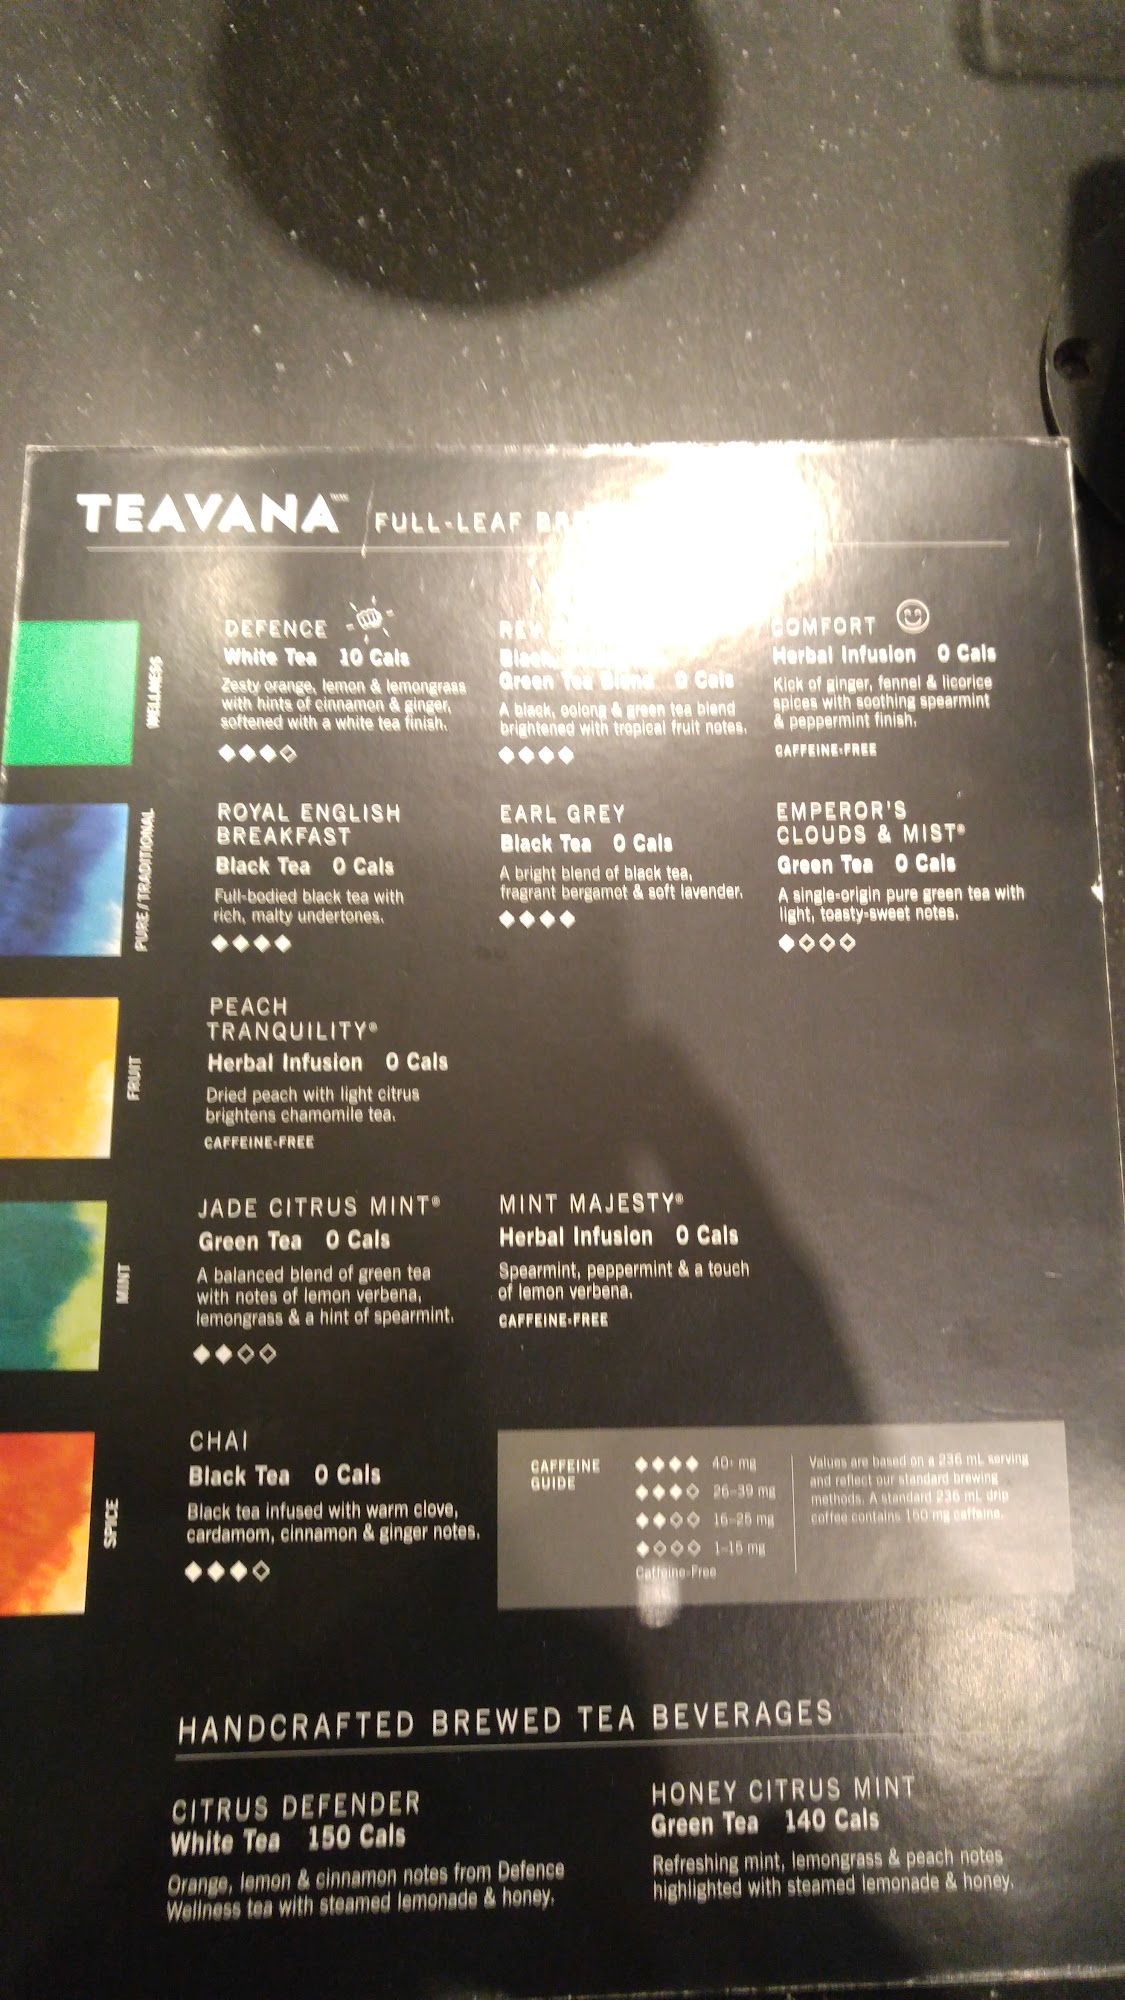 TEAVANA™ FULL-LEAF
WELLNESS
DEFENCE
White Tea 10 Cals
Zesty orange, lemon & lemongrass
with hints of cinnamon & ginger,
softened with a white tea finish.
Green Tea Blend 0 Cals
A black, oolong & green tea blend
brightened with tropical fruit notes.
COMFORT
Herbal Infusion 0 Cals
Kick of ginger, fennel & licorice
spices with soothing spearmint
& peppermint finish.
CAFFEINE-FREE
PURE/TRADITIONAL
ROYAL ENGLISH
BREAKFAST
Black Tea 0 Cals
Full-bodied black tea with
rich, malty undertones.
EARL GREY
Black Tea 0 Cals
A bright blend of black tea,
fragrant bergamot & soft lavender.
EMPEROR'S
CLOUDS & MIST®
Green Tea 0 Cals
A single-origin pure green tea with
light, toasty-sweet notes.
FRUIT
PEACH
TRANQUILITY®
Herbal Infusion 0 Cals
Dried peach with light citrus
brightens chamomile tea.
CAFFEINE-FREE
MINT
JADE CITRUS MINT®
Green Tea 0 Cals
A balanced blend of green tea
with notes of lemon verbena,
lemongrass & a hint of spearmint.
MINT MAJESTY®
Herbal Infusion 0 Cals
Spearmint, peppermint & a touch
of lemon verbena.
CAFFEINE-FREE
SPICE
CHAI
Black Tea 0 Cals
Black tea infused with warm clove,
cardamom, cinnamon & ginger notes.
CAFFEINE
GUIDE
40+ mg
26-39 mg
16-25 mg
1-15 mg
Caffeine-Free
Values are based on a 236 mL serving
and reflect our standard brewing
methods. A standard 236 mL drip
coffee contains 160 mg caffeine.
HANDCRAFTED BREWED TEA BEVERAGES
CITRUS DEFENDER
White Tea 150 Cals
Orange, lemon & cinnamon notes from Defence
Wellness tea with steamed lemonade & honey.
HONEY CITRUS MINT
Green Tea 140 Cals
Refreshing mint, lemongrass & peach notes
highlighted with steamed lemonade & honey.